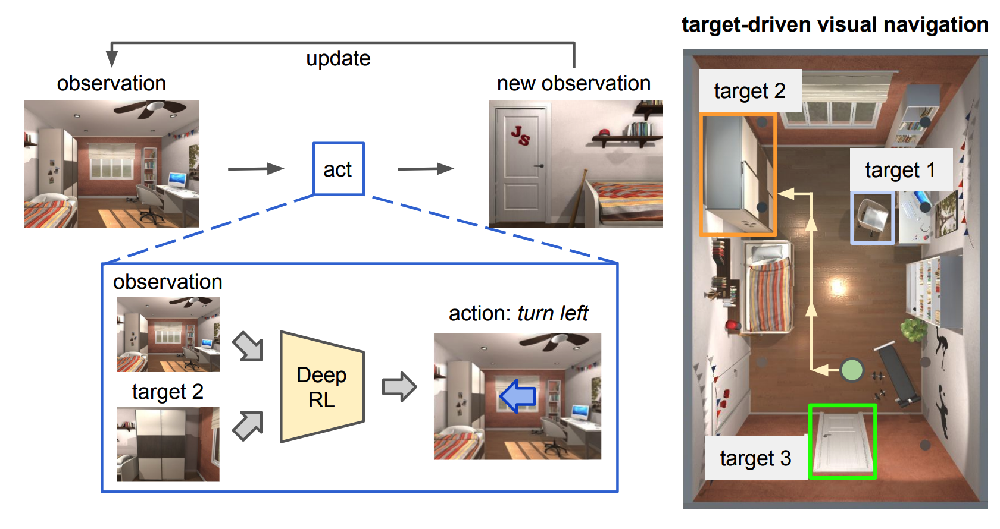 target-driven visual navigation
update
observation
new observation
act
JS
observation
target 2
Deep
RL
action: turn left
target 2
target 1
target 3